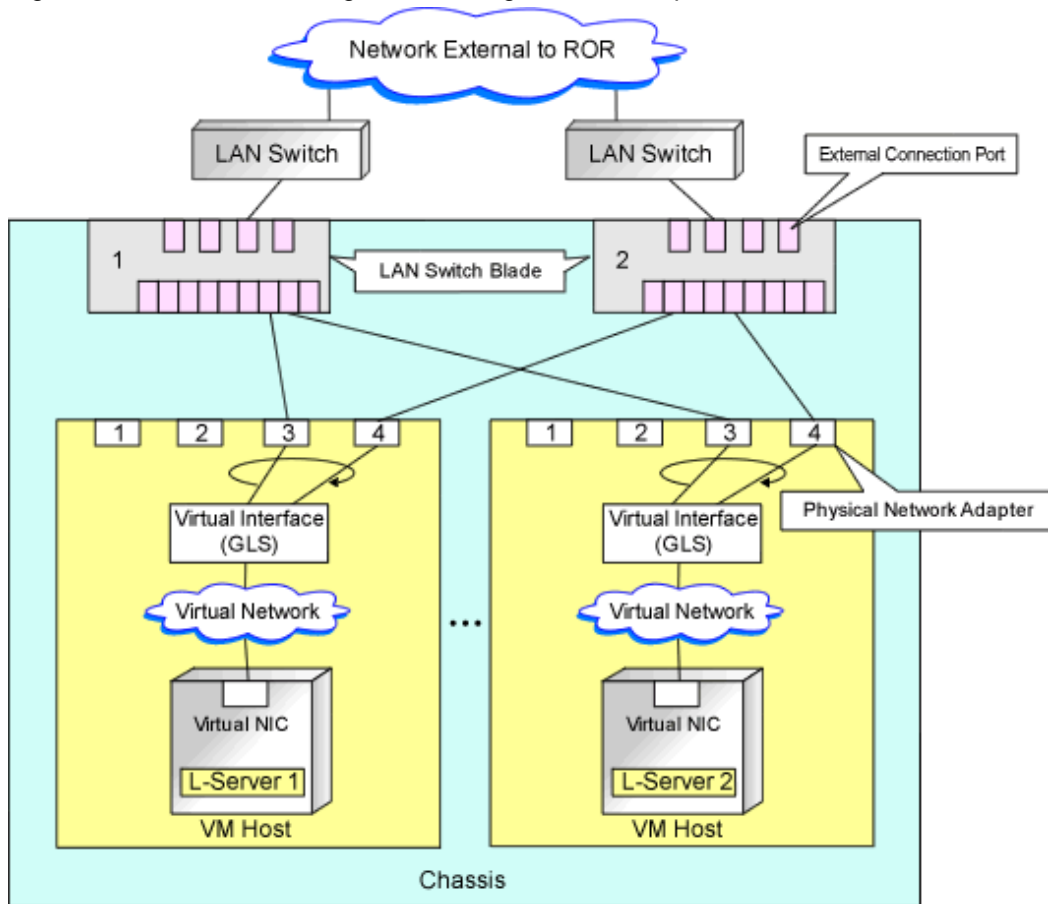 Network External to ROR
LAN Switch
LAN Switch
External Connection Port
1
LAN Switch Blade
2
1
2
3
4
1
2
3
4
Physical Network Adapter
Virtual Interface
(GLS)
Virtual Interface
(GLS)
Virtual Network
...
Virtual Network
Virtual NIC
Virtual NIC
L-Server 1
L-Server 2
VM Host
VM Host
Chassis